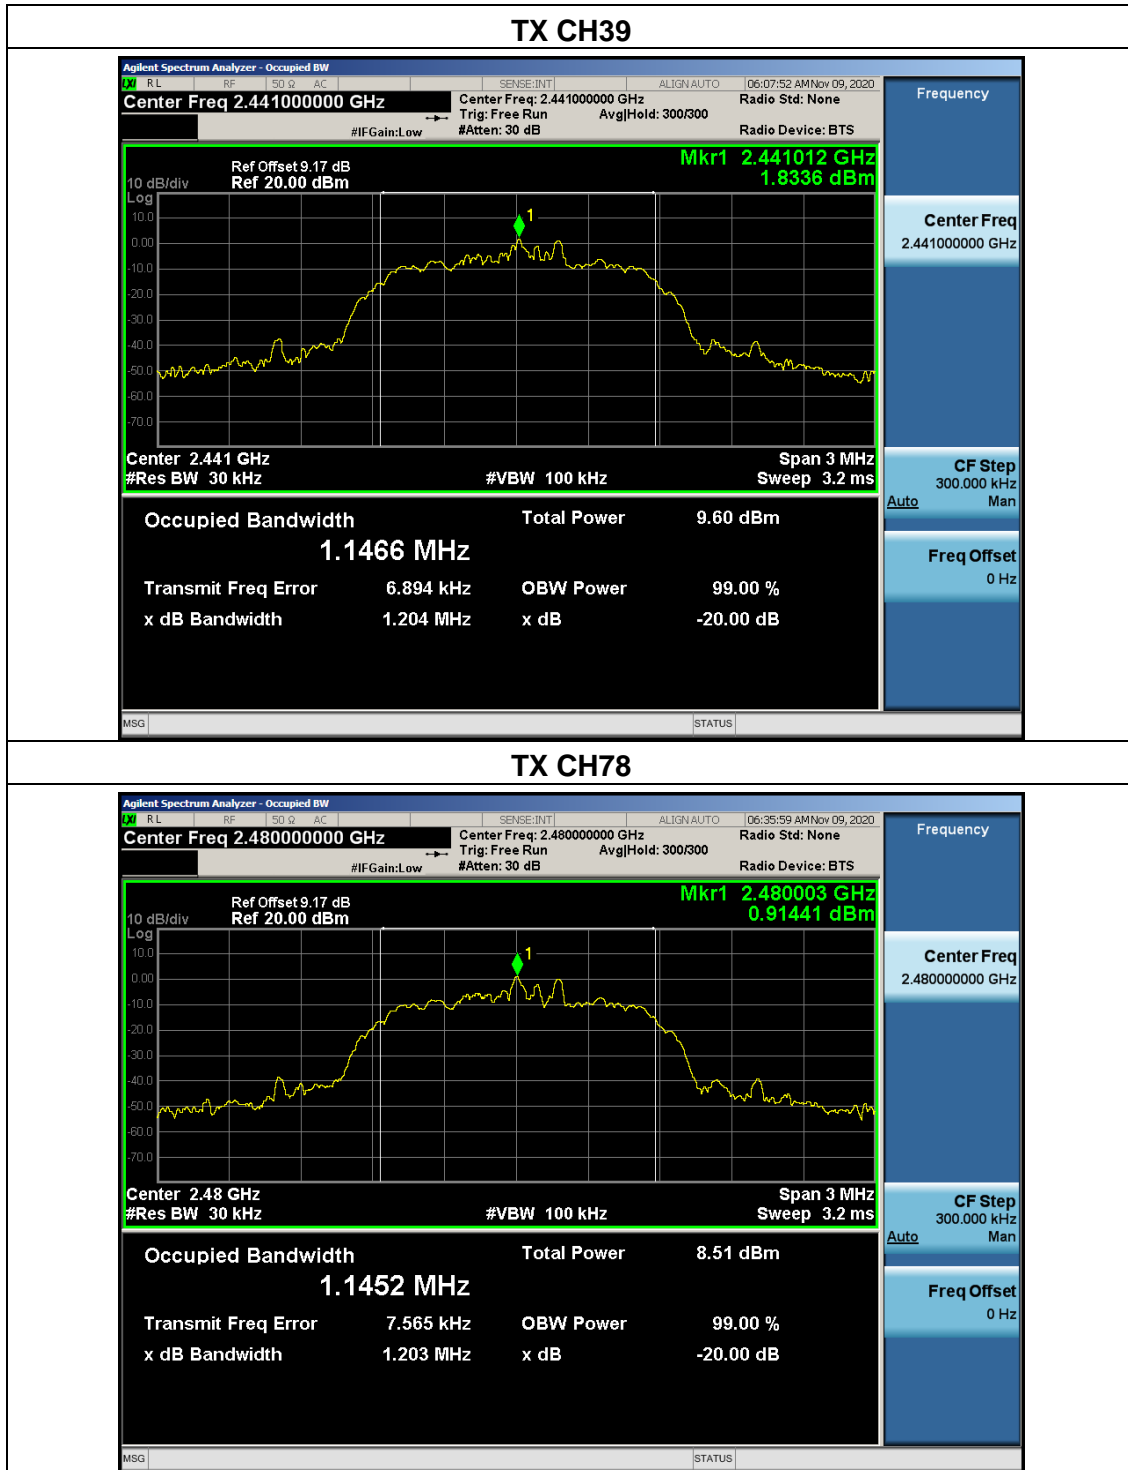 TX CH39
Agilent Spectrum Analyzer - Occupied BW
LXI RL RF 50 Ω AC SENSE:INT ALIGN AUTO 06:07:52 AM Nov 09, 2020
Center Freq 2.441000000 GHz
Center Freq: 2.441000000 GHz Radio Std: None
Trig: Free Run Avg|Hold: 300/300
#IFGain:Low #Atten: 30 dB Radio Device: BTS
Frequency
Mkr1 2.441012 GHz
1.8336 dBm
Ref Offset 9.17 dB
10 dB/div Ref 20.00 dBm
Log
10.0
0.00
-10.0
-20.0
-30.0
-40.0
-50.0
-60.0
-70.0
1
Center 2.441 GHz Span 3 MHz
#Res BW 30 kHz #VBW 100 kHz Sweep 3.2 ms
Center Freq
2.441000000 GHz
CF Step
300.000 kHz
Auto Man
Freq Offset
0 Hz
Occupied Bandwidth Total Power 9.60 dBm
1.1466 MHz
Transmit Freq Error 6.894 kHz OBW Power 99.00 %
x dB Bandwidth 1.204 MHz x dB -20.00 dB
MSG STATUS
TX CH78
Agilent Spectrum Analyzer - Occupied BW
LXI RL RF 50 Ω AC SENSE:INT ALIGN AUTO 06:35:59 AM Nov 09, 2020
Center Freq 2.480000000 GHz
Center Freq: 2.480000000 GHz Radio Std: None
Trig: Free Run Avg|Hold: 300/300
#IFGain:Low #Atten: 30 dB Radio Device: BTS
Frequency
Mkr1 2.480003 GHz
0.91441 dBm
Ref Offset 9.17 dB
10 dB/div Ref 20.00 dBm
Log
10.0
0.00
-10.0
-20.0
-30.0
-40.0
-50.0
-60.0
-70.0
1
Center 2.48 GHz Span 3 MHz
#Res BW 30 kHz #VBW 100 kHz Sweep 3.2 ms
Center Freq
2.480000000 GHz
CF Step
300.000 kHz
Auto Man
Freq Offset
0 Hz
Occupied Bandwidth Total Power 8.51 dBm
1.1452 MHz
Transmit Freq Error 7.565 kHz OBW Power 99.00 %
x dB Bandwidth 1.203 MHz x dB -20.00 dB
MSG STATUS